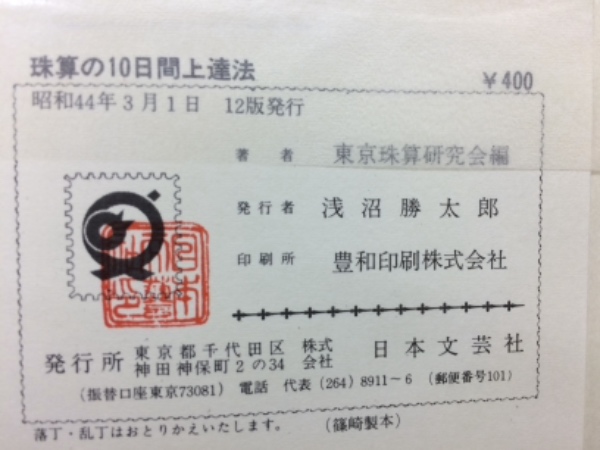 珠算の10日間上達法
¥400
昭和44年3月1日 12版発行
著者 東京珠算研究会編
発行者 浅沼勝太郎
印刷所 豊和印刷株式会社
発行所 東京都千代田区神田神保町2の34 株式会社 日本文芸社
(振替口座東京73081) 電話 代表(264)8911~6 (郵便番号101)
落丁・乱丁はおとりかえいたします。 (篠崎製本)